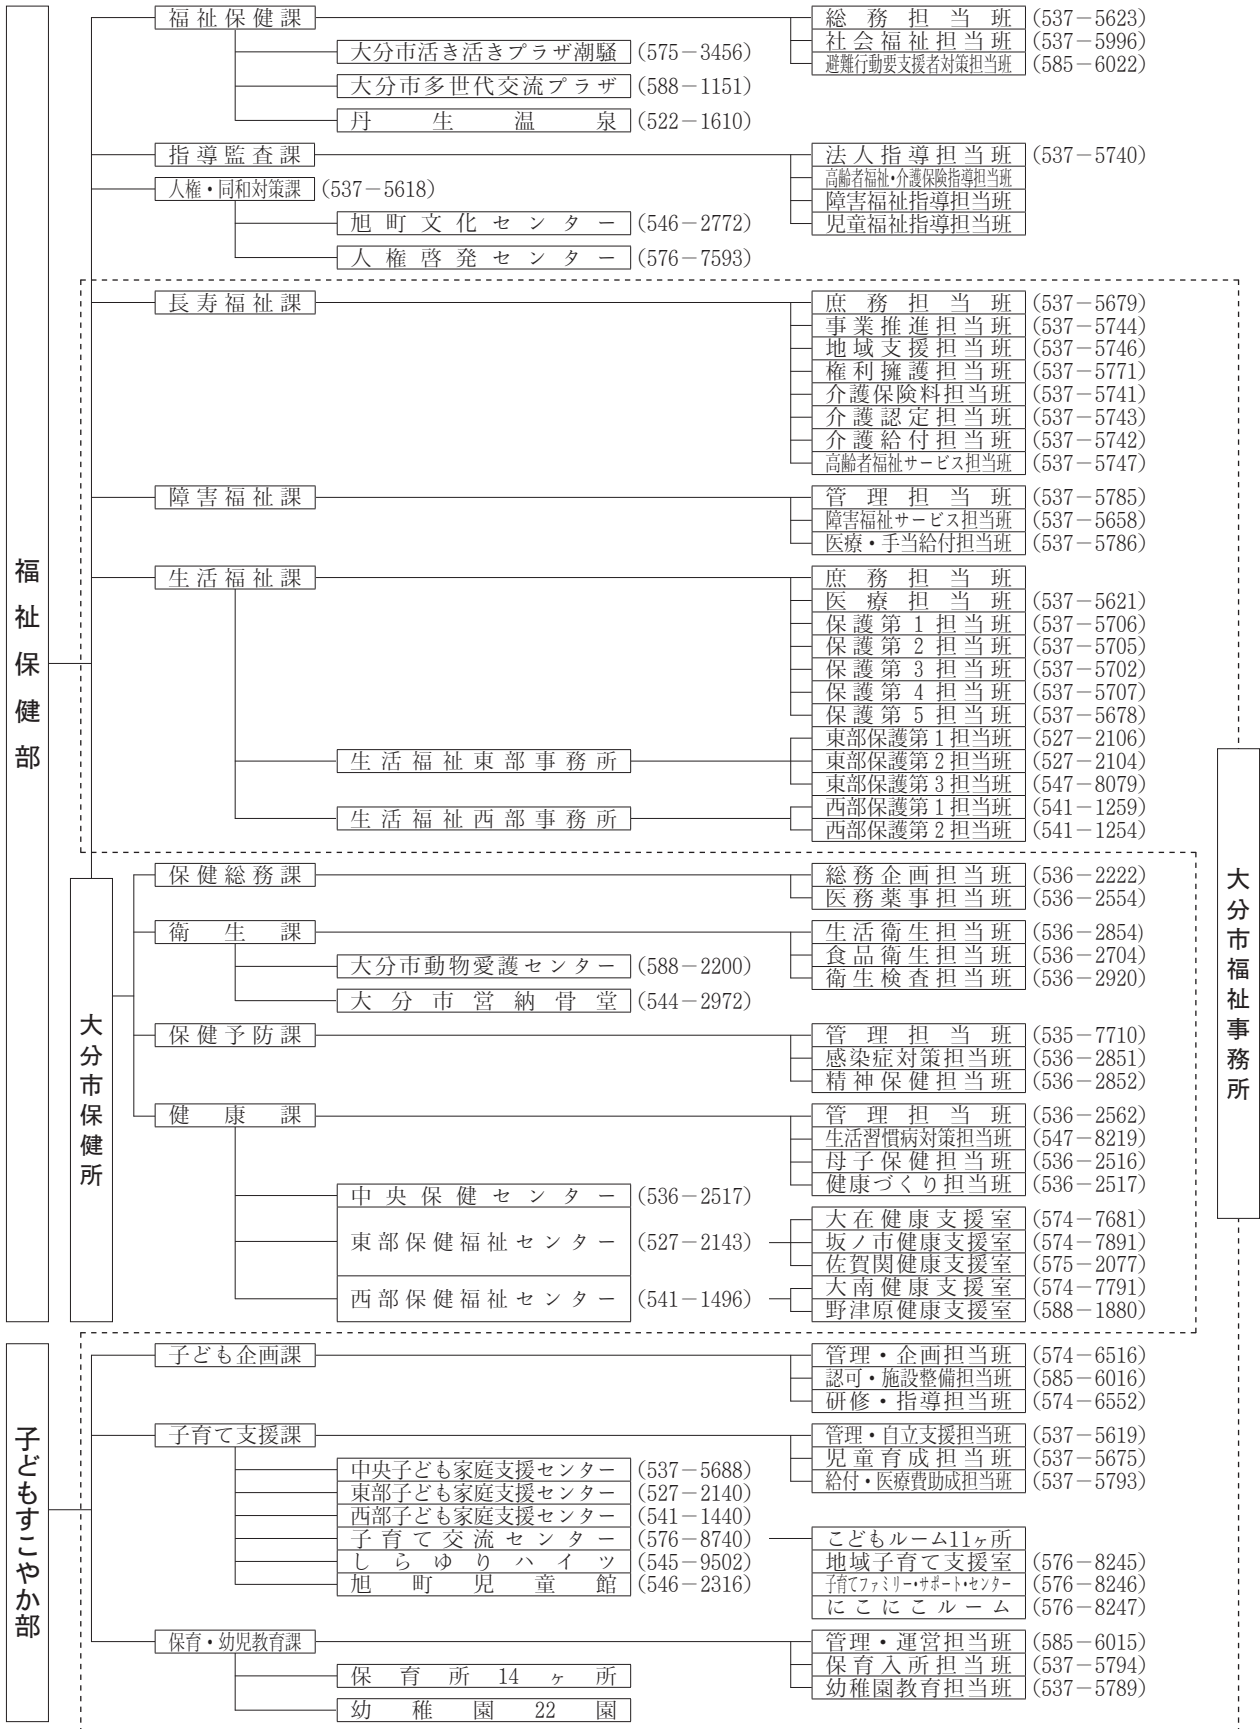 福祉保健部
福祉保健課
総務担当班 (537－5623)
社会福祉担当班 (537－5996)
避難行動要支援者対策担当班 (585－6022)
大分市活き活きプラザ潮騒 (575－3456)
大分市多世代交流プラザ (588－1151)
丹生温泉 (522－1610)
指導監査課
法人指導担当班 (537－5740)
高齢者福祉・介護保険指導担当班
障害福祉指導担当班
児童福祉指導担当班
人権・同和対策課 (537－5618)
旭町文化センター (546－2772)
人権啓発センター (576－7593)
大分市福祉事務所
長寿福祉課
庶務担当班 (537－5679)
事業推進担当班 (537－5744)
地域支援担当班 (537－5746)
権利擁護担当班 (537－5771)
介護保険料担当班 (537－5741)
介護認定担当班 (537－5743)
介護給付担当班 (537－5742)
高齢者福祉サービス担当班 (537－5747)
障害福祉課
管理担当班 (537－5785)
障害福祉サービス担当班 (537－5658)
医療・手当給付担当班 (537－5786)
生活福祉課
庶務担当班
医療担当班 (537－5621)
保護第1担当班 (537－5706)
保護第2担当班 (537－5705)
保護第3担当班 (537－5702)
保護第4担当班 (537－5707)
保護第5担当班 (537－5678)
生活福祉東部事務所
東部保護第1担当班 (527－2106)
東部保護第2担当班 (527－2104)
東部保護第3担当班 (547－8079)
生活福祉西部事務所
西部保護第1担当班 (541－1259)
西部保護第2担当班 (541－1254)
大分市保健所
保健総務課
総務企画担当班 (536－2222)
医務薬事担当班 (536－2554)
衛生課
生活衛生担当班 (536－2854)
食品衛生担当班 (536－2704)
衛生検査担当班 (536－2920)
大分市動物愛護センター (588－2200)
大分市営納骨堂 (544－2972)
保健予防課
管理担当班 (535－7710)
感染症対策担当班 (536－2851)
精神保健担当班 (536－2852)
健康課
管理担当班 (536－2562)
生活習慣病対策担当班 (547－8219)
母子保健担当班 (536－2516)
健康づくり担当班 (536－2517)
中央保健センター (536－2517)
東部保健福祉センター (527－2143)
大在健康支援室 (574－7681)
坂ノ市健康支援室 (574－7891)
佐賀関健康支援室 (575－2077)
西部保健福祉センター (541－1496)
大南健康支援室 (574－7791)
野津原健康支援室 (588－1880)
子どもすこやか部
子ども企画課
管理・企画担当班 (574－6516)
認可・施設整備担当班 (585－6016)
研修・指導担当班 (574－6552)
子育て支援課
管理・自立支援担当班 (537－5619)
児童育成担当班 (537－5675)
給付・医療費助成担当班 (537－5793)
中央子ども家庭支援センター (537－5688)
東部子ども家庭支援センター (527－2140)
西部子ども家庭支援センター (541－1440)
子育て交流センター (576－8740)
こどもルーム11ヶ所
地域子育て支援室 (576－8245)
子育てファミリー・サポート・センター (576－8246)
にこにこルーム (576－8247)
しらゆりハイツ (545－9502)
旭町児童館 (546－2316)
保育・幼児教育課
管理・運営担当班 (585－6015)
保育入所担当班 (537－5794)
幼稚園教育担当班 (537－5789)
保育所14ヶ所
幼稚園22園